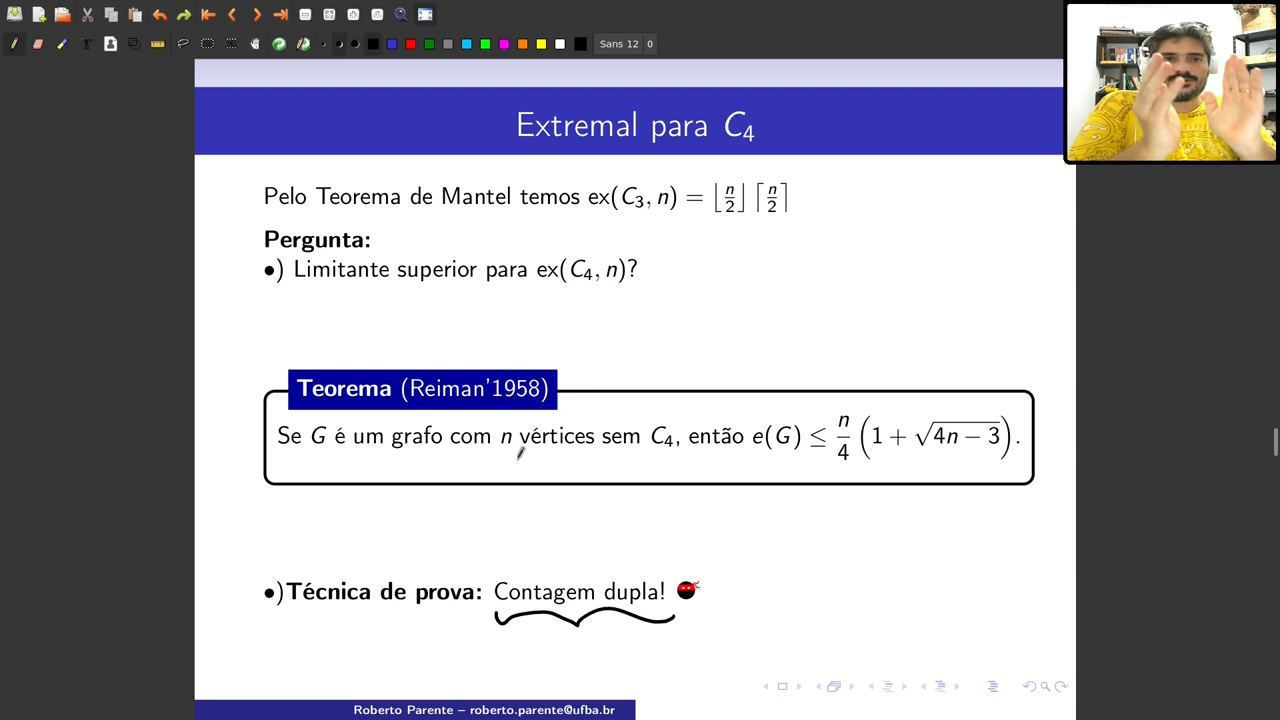 Sans 12 0
Extremal para C₄
Pelo Teorema de Mantel temos ex(C₃, n) = ⌊n/2⌋ ⌈n/2⌉
Pergunta:
•) Limitante superior para ex(C₄, n)?
Teorema (Reiman'1958)
Se G é um grafo com n vértices sem C₄, então e(G) ≤ n/4 (1 + √(4n − 3)).
•)Técnica de prova: Contagem dupla!
Roberto Parente – roberto.parente@ufba.br